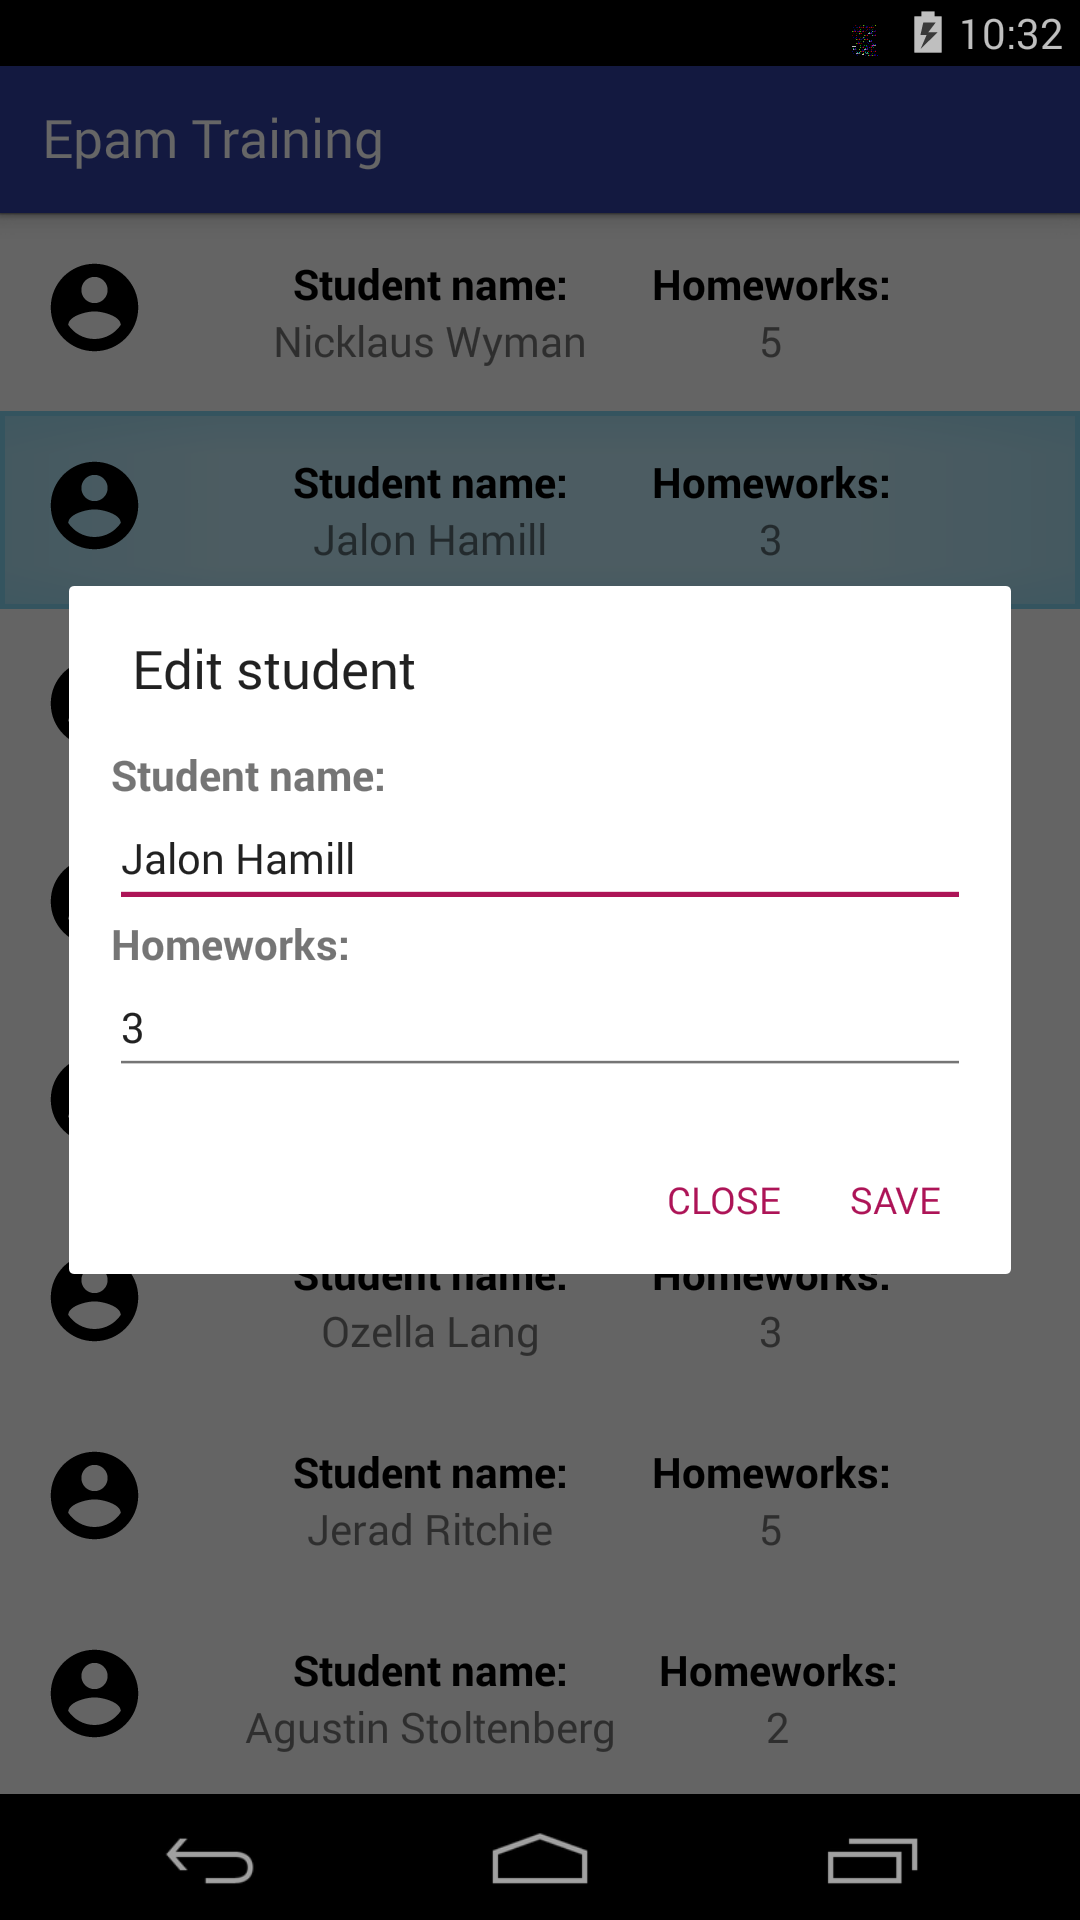 10:32
Epam Training
Student name: Homeworks:
Nicklaus Wyman 5
Student name: Homeworks:
Jalon Hamill 3
Edit student
Student name:
Jalon Hamill
Homeworks:
3
CLOSE SAVE
Student name: Homeworks:
Ozella Lang 3
Student name: Homeworks:
Jerad Ritchie 5
Student name: Homeworks:
Agustin Stoltenberg 2